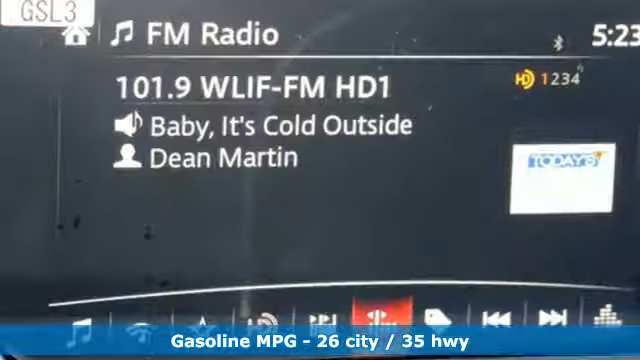 GSL3
FM Radio
5:23
101.9 WLIF-FM HD1
HD 1234
Baby, It's Cold Outside
Dean Martin
TODAY'S
Gasoline MPG - 26 city / 35 hwy